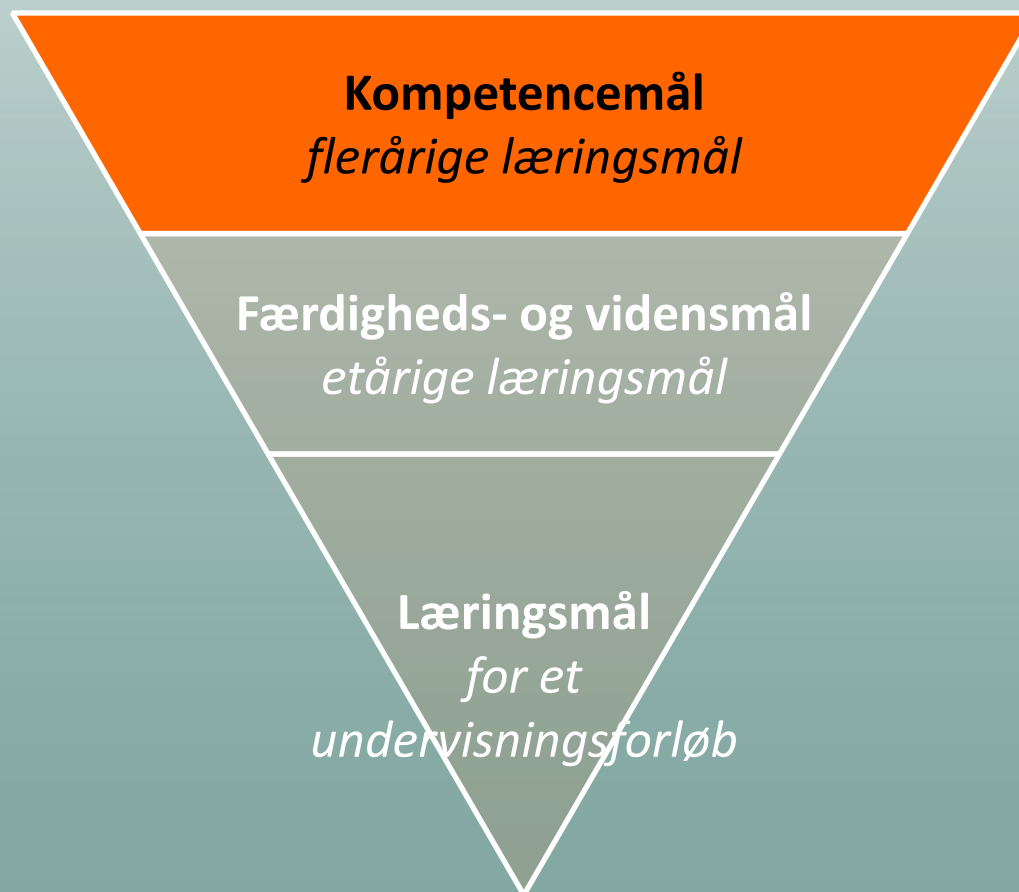 Kompetencemål
flerårige læringsmål
Færdigheds- og vidensmål
etårige læringsmål
Læringsmål
for et
undervisningsforløb